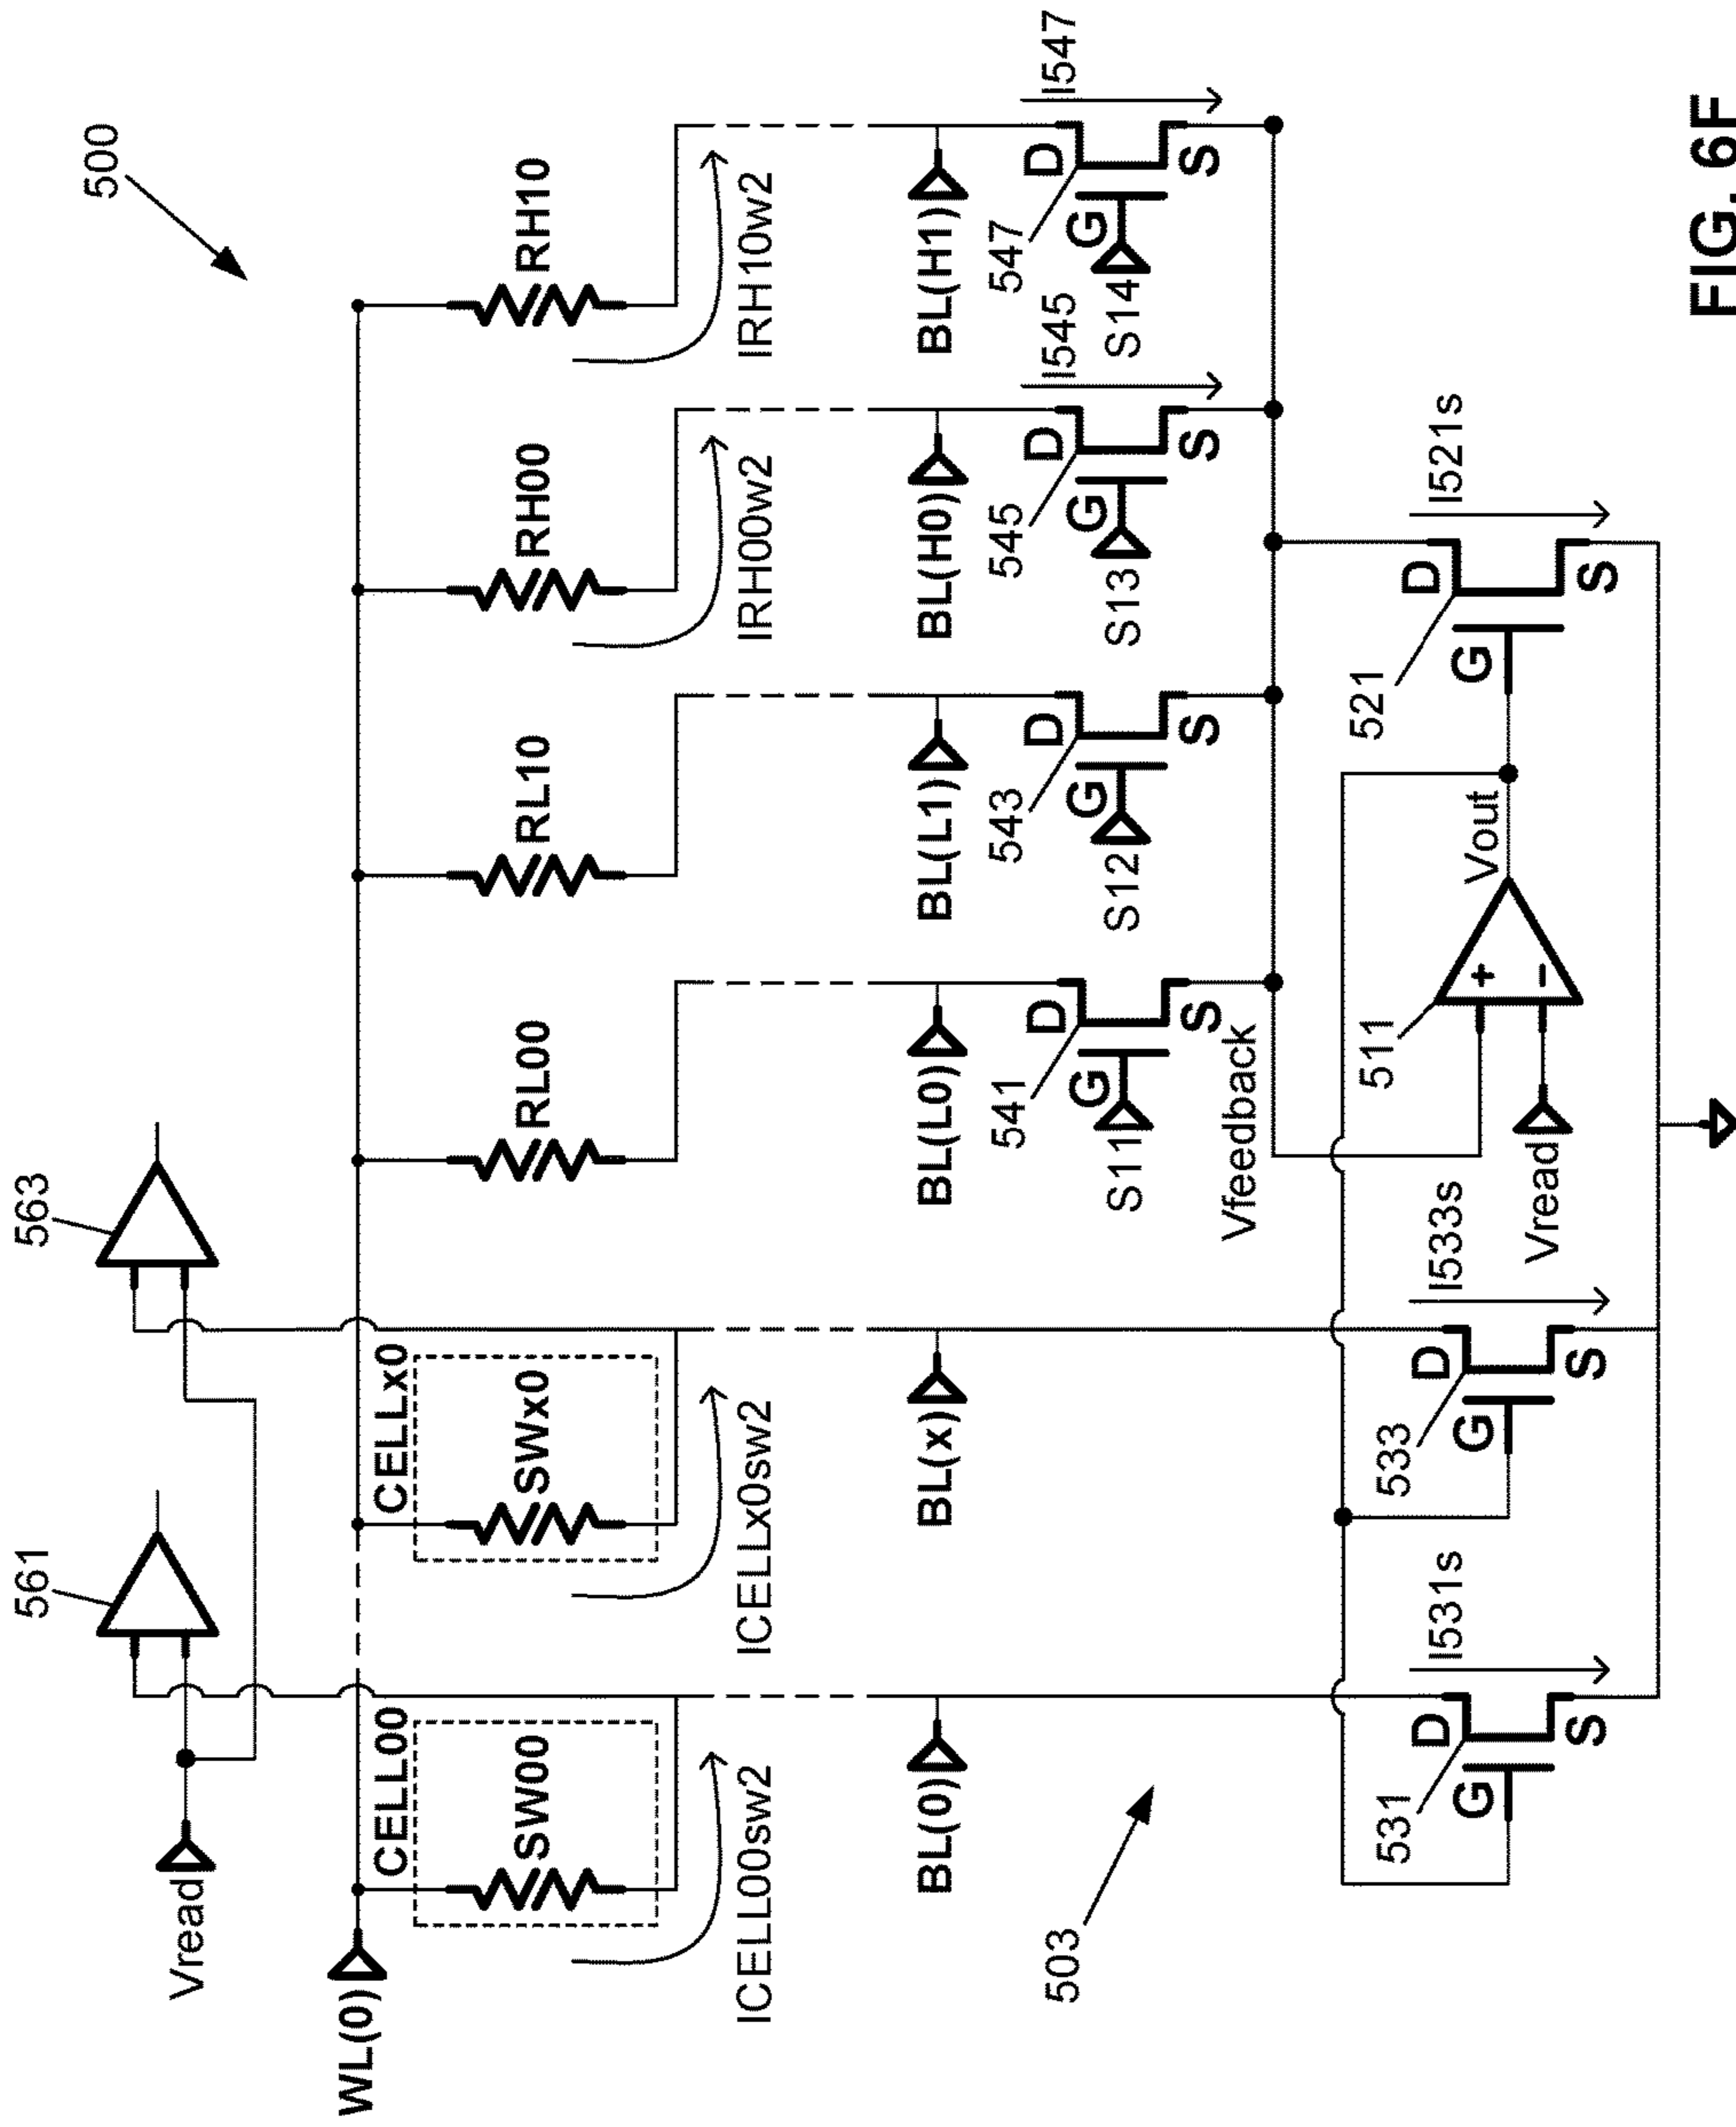 500
561
563
Vread
WL(0)
CELL00
SW00
CELLx0
SWx0
RL00
RL10
RH00
RH10
ICELL00sw2
ICELLx0sw2
IRH00w2
IRH10w2
BL(0)
BL(x)
BL(L0)
BL(L1)
BL(H0)
BL(H1)
503
541
D
G
S
S11
543
D
G
S
S12
545
D
G
S
S13
I545
547
D
G
S
S14
I547
Vfeedback
531
D
G
S
I531s
533
D
G
S
I533s
511
+
−
Vread
Vout
521
D
G
S
I521s
FIG. 6F